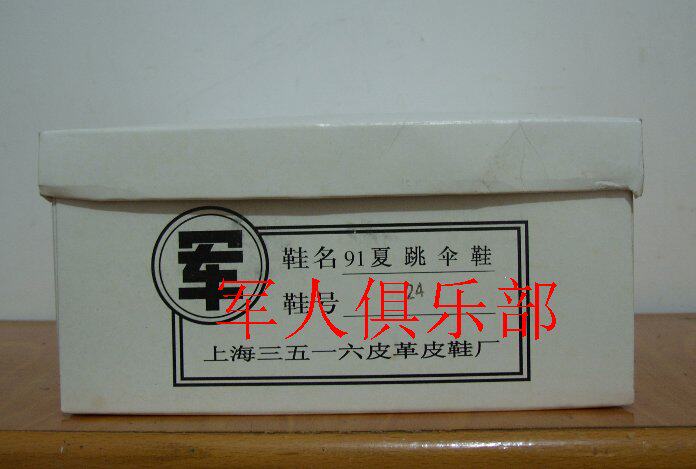 军
鞋名 91夏跳伞鞋
鞋号 24
军人俱乐部
上海三五一六皮革皮鞋厂